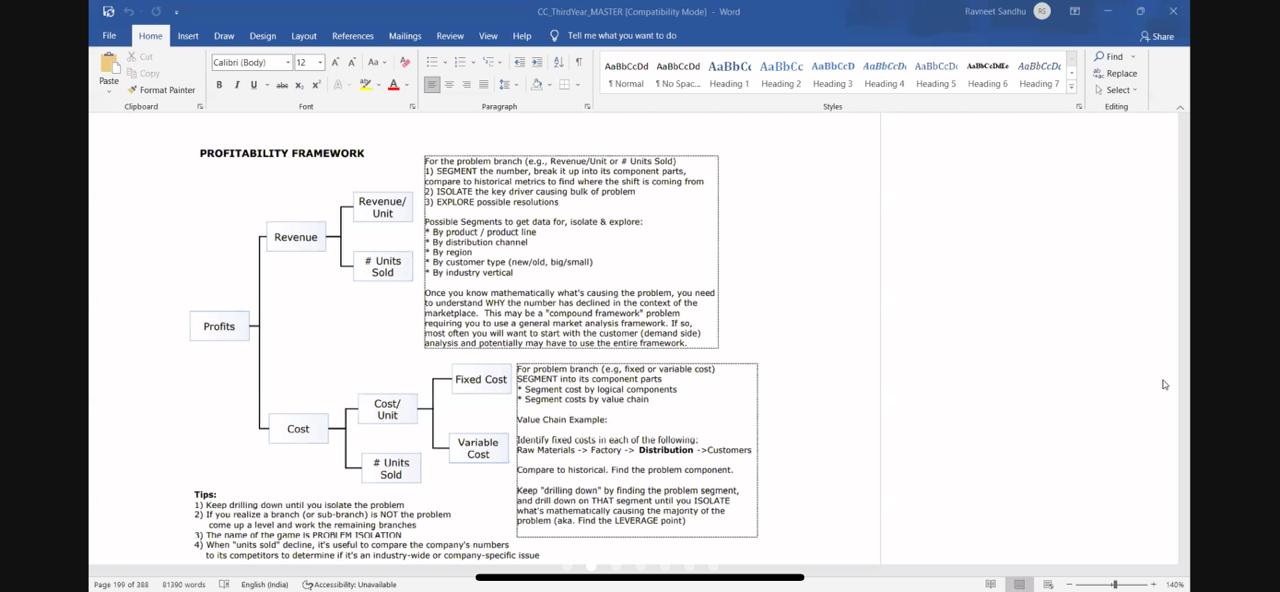 CC_ThirdYear_MASTER [Compatibility Mode] - Word
Ravneet Sandhu
RS
File
Home
Insert
Draw
Design
Layout
References
Mailings
Review
View
Help
Tell me what you want to do
Share
Paste
Cut
Copy
Format Painter
Clipboard
Calibri (Body)
12
Font
Paragraph
AaBbCcDd
¶ Normal
AaBbCcDd
¶ No Spac...
AaBbCc
Heading 1
AaBbCc
Heading 2
AaBbCcD
Heading 3
AaBbCcDc
Heading 4
AaBbCcDc
Heading 5
AaBbCcDdEe
Heading 6
AaBbCcDc
Heading 7
Styles
Find
Replace
Select
Editing
PROFITABILITY FRAMEWORK
Profits
Revenue
Revenue/
Unit
# Units
Sold
For the problem branch (e.g., Revenue/Unit or # Units Sold)
1) SEGMENT the number, break it up into its component parts,
compare to historical metrics to find where the shift is coming from
2) ISOLATE the key driver causing bulk of problem
3) EXPLORE possible resolutions
Possible Segments to get data for, isolate & explore:
* By product / product line
* By distribution channel
* By region
* By customer type (new/old, big/small)
* By industry vertical
Once you know mathematically what's causing the problem, you need
to understand WHY the number has declined in the context of the
marketplace. This may be a "compound framework" problem
requiring you to use a general market analysis framework. If so,
most often you will want to start with the customer (demand side)
analysis and potentially may have to use the entire framework.
Cost
Cost/
Unit
# Units
Sold
Fixed Cost
Variable
Cost
For problem branch (e.g, fixed or variable cost)
SEGMENT into its component parts
* Segment cost by logical components
* Segment costs by value chain
Value Chain Example:
Identify fixed costs in each of the following:
Raw Materials -> Factory -> Distribution ->Customers
Compare to historical. Find the problem component.
Keep "drilling down" by finding the problem segment,
and drill down on THAT segment until you ISOLATE
what's mathematically causing the majority of the
problem (aka. Find the LEVERAGE point)
Tips:
1) Keep drilling down until you isolate the problem
2) If you realize a branch (or sub-branch) is NOT the problem
come up a level and work the remaining branches
3) The name of the game is PROBLEM ISOLATION
4) When "units sold" decline, it's useful to compare the company's numbers
to its competitors to determine if it's an industry-wide or company-specific issue
Page 199 of 388
81390 words
English (India)
Accessibility: Unavailable
140%